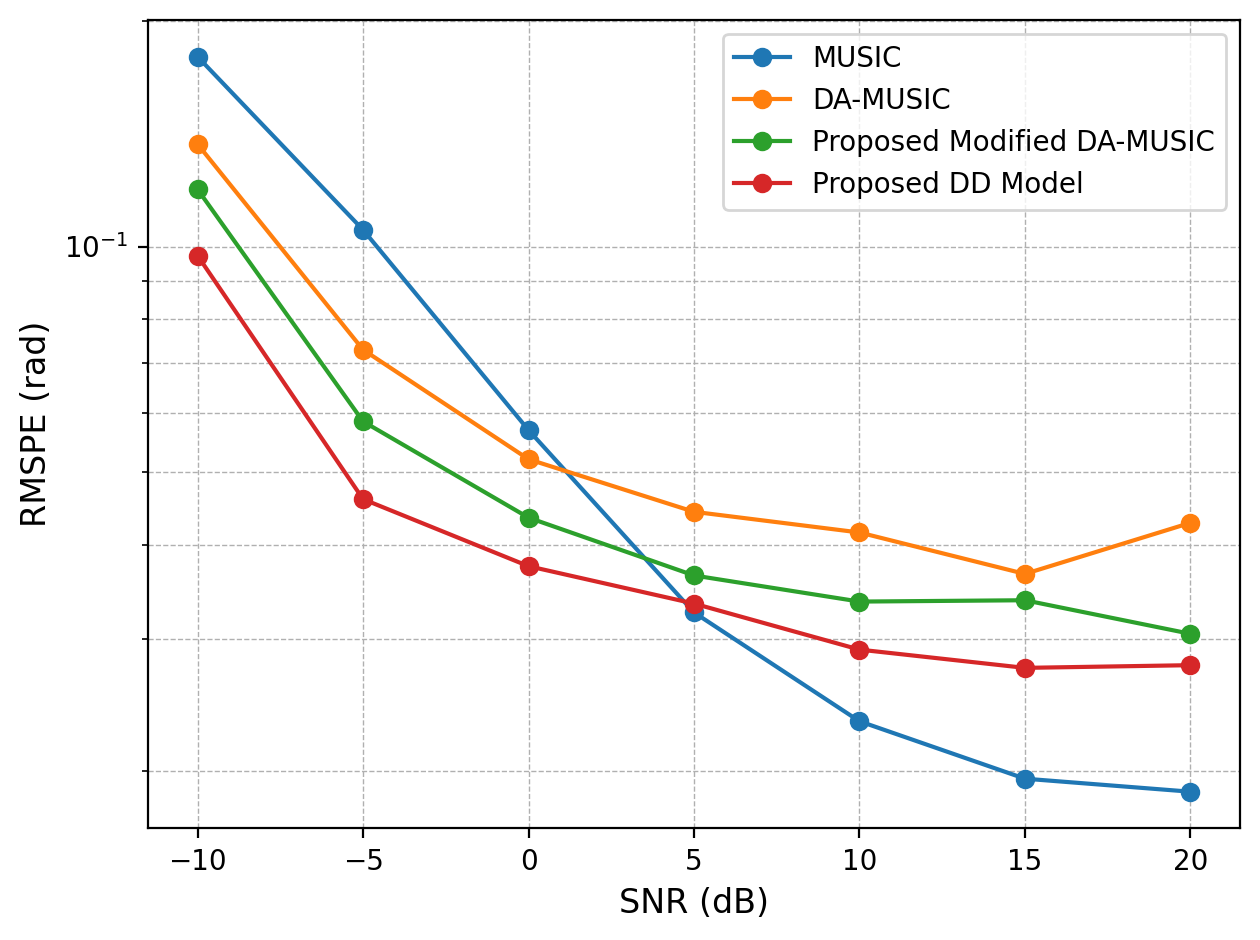 MUSIC
DA-MUSIC
Proposed Modified DA-MUSIC
Proposed DD Model
10⁻¹
RMSPE (rad)
−10 −5 0 5 10 15 20
SNR (dB)